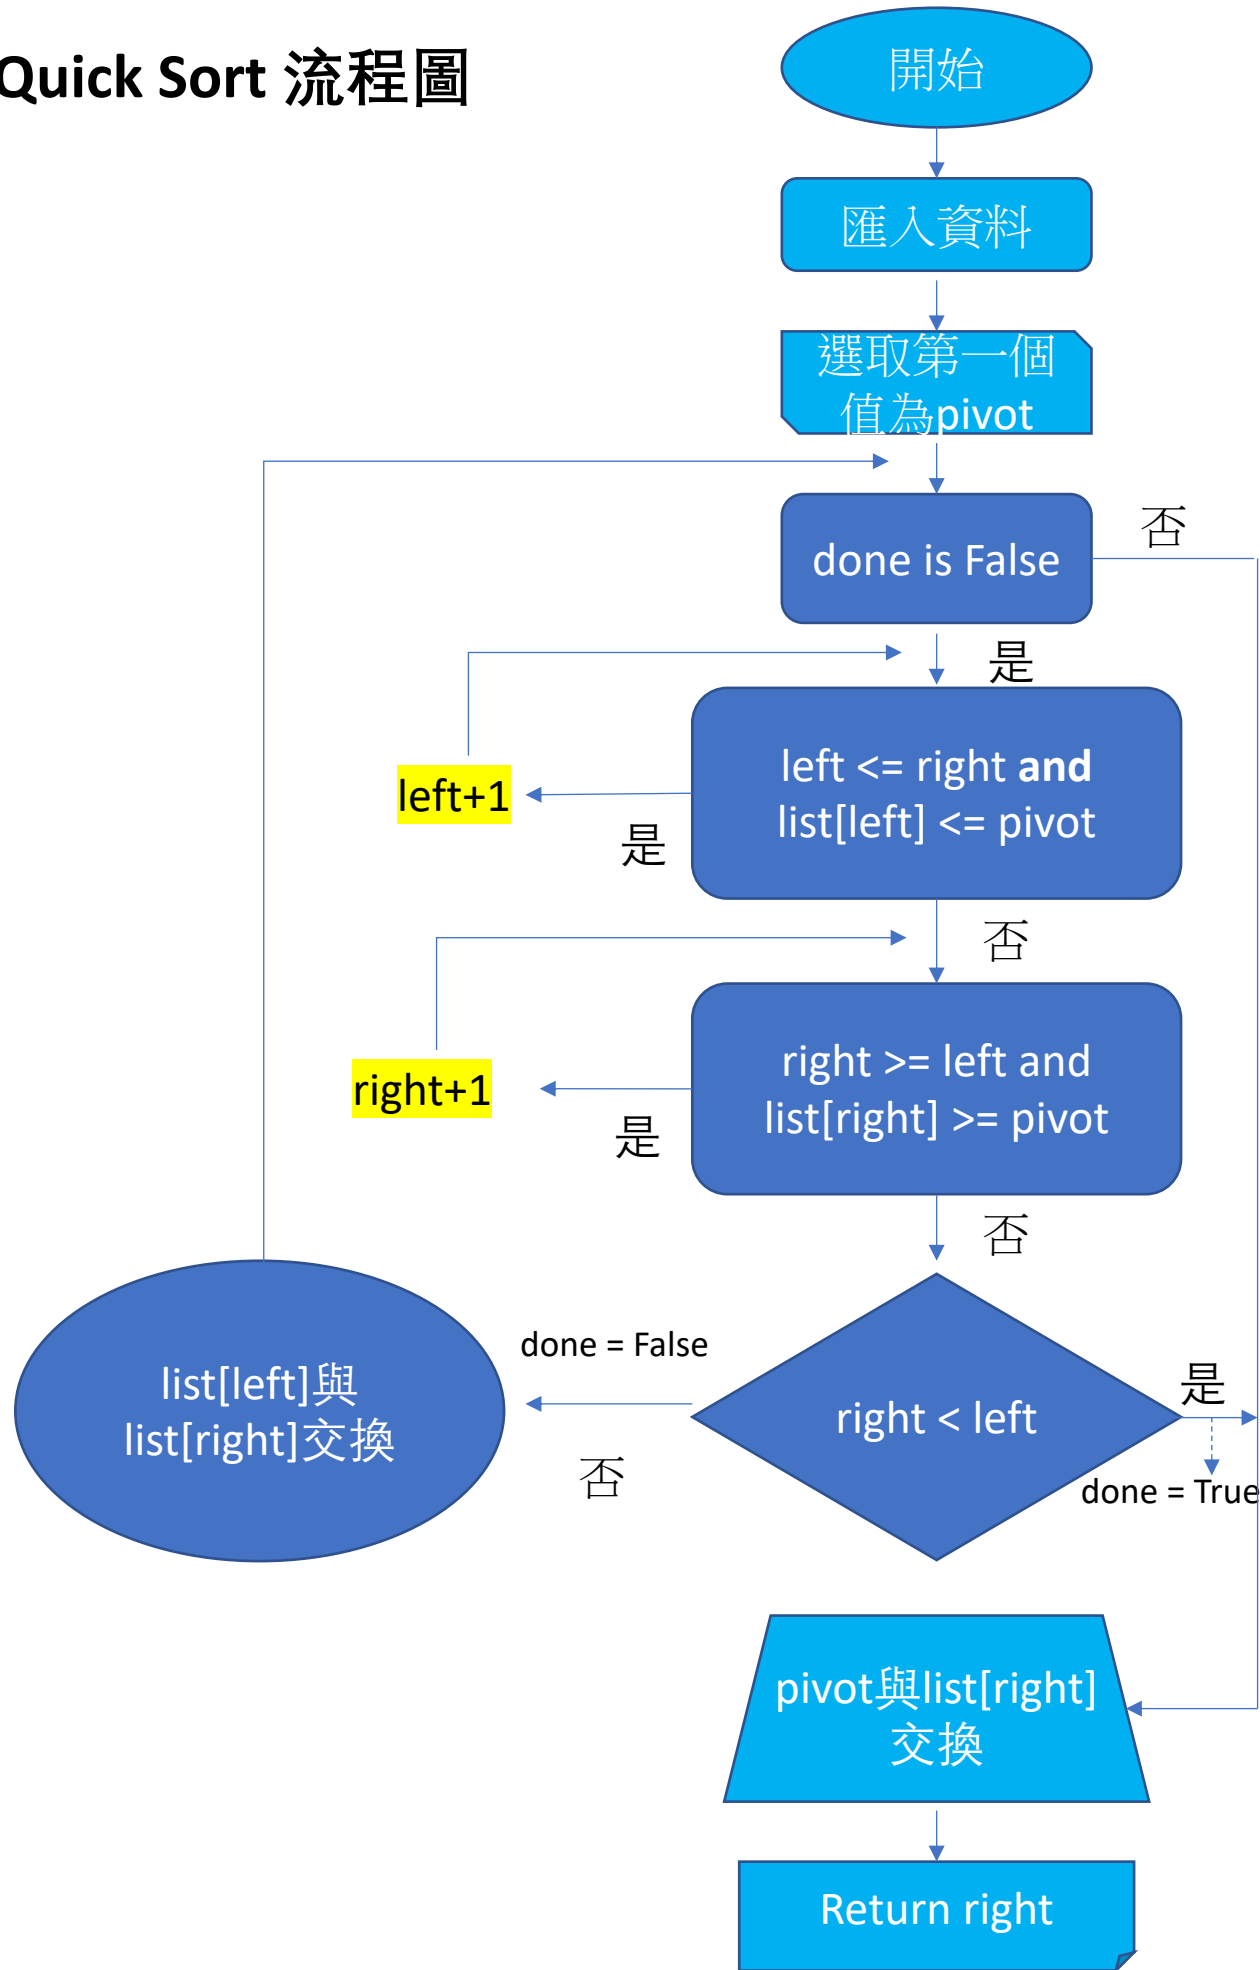 Quick Sort 流程圖
開始
匯入資料
選取第一個
值為pivot
done is False
否
是
left <= right and
list[left] <= pivot
left+1
是
否
right >= left and
list[right] >= pivot
right+1
是
否
done = False
right < left
是
list[left]與
list[right]交換
否
done = True
pivot與list[right]
交換
Return right